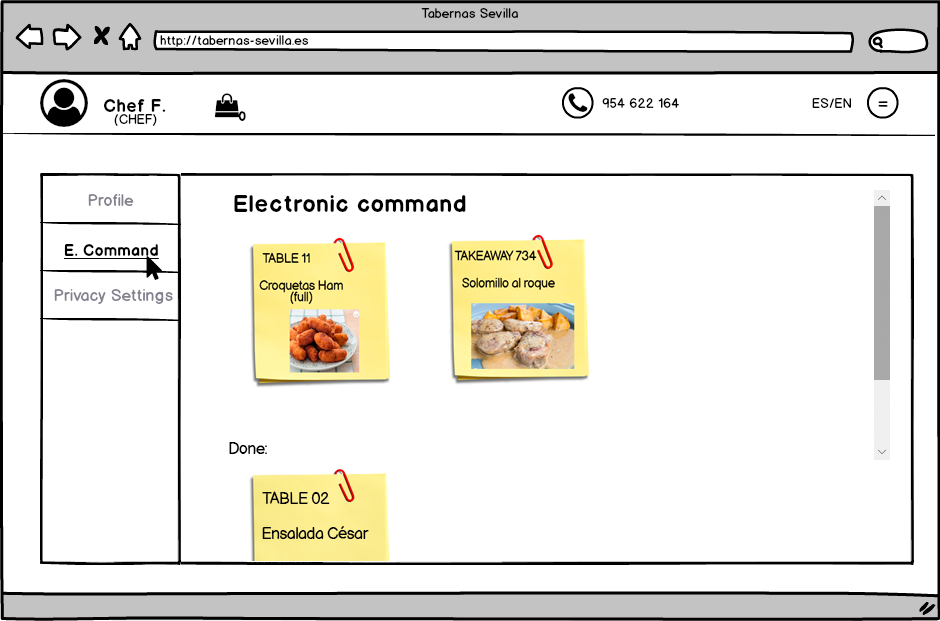 Tabernas Sevilla
http://tabernas-sevilla.es
Chef F.
(CHEF)
954 622 164
ES/EN
Profile
E. Command
Privacy Settings
Electronic command
TABLE 11
Croquetas Ham
(full)
TAKEAWAY 734
Solomillo al roque
Done:
TABLE 02
Ensalada César